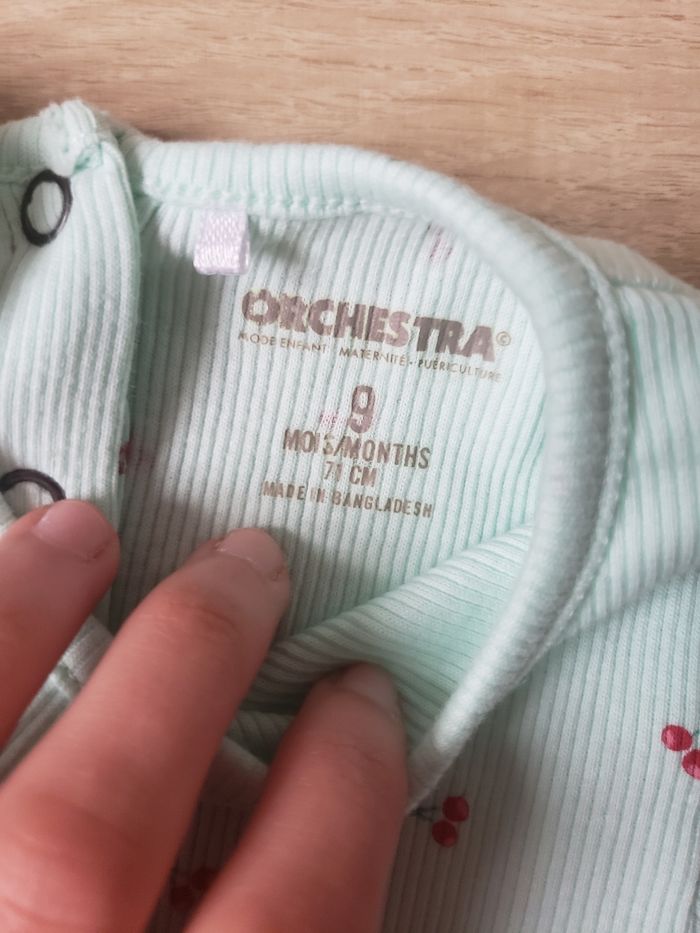 ORCHESTRA©
MODE ENFANT · MATERNITÉ · PUÉRICULTURE
9
MOIS/MONTHS
71 CM
MADE IN BANGLADESH